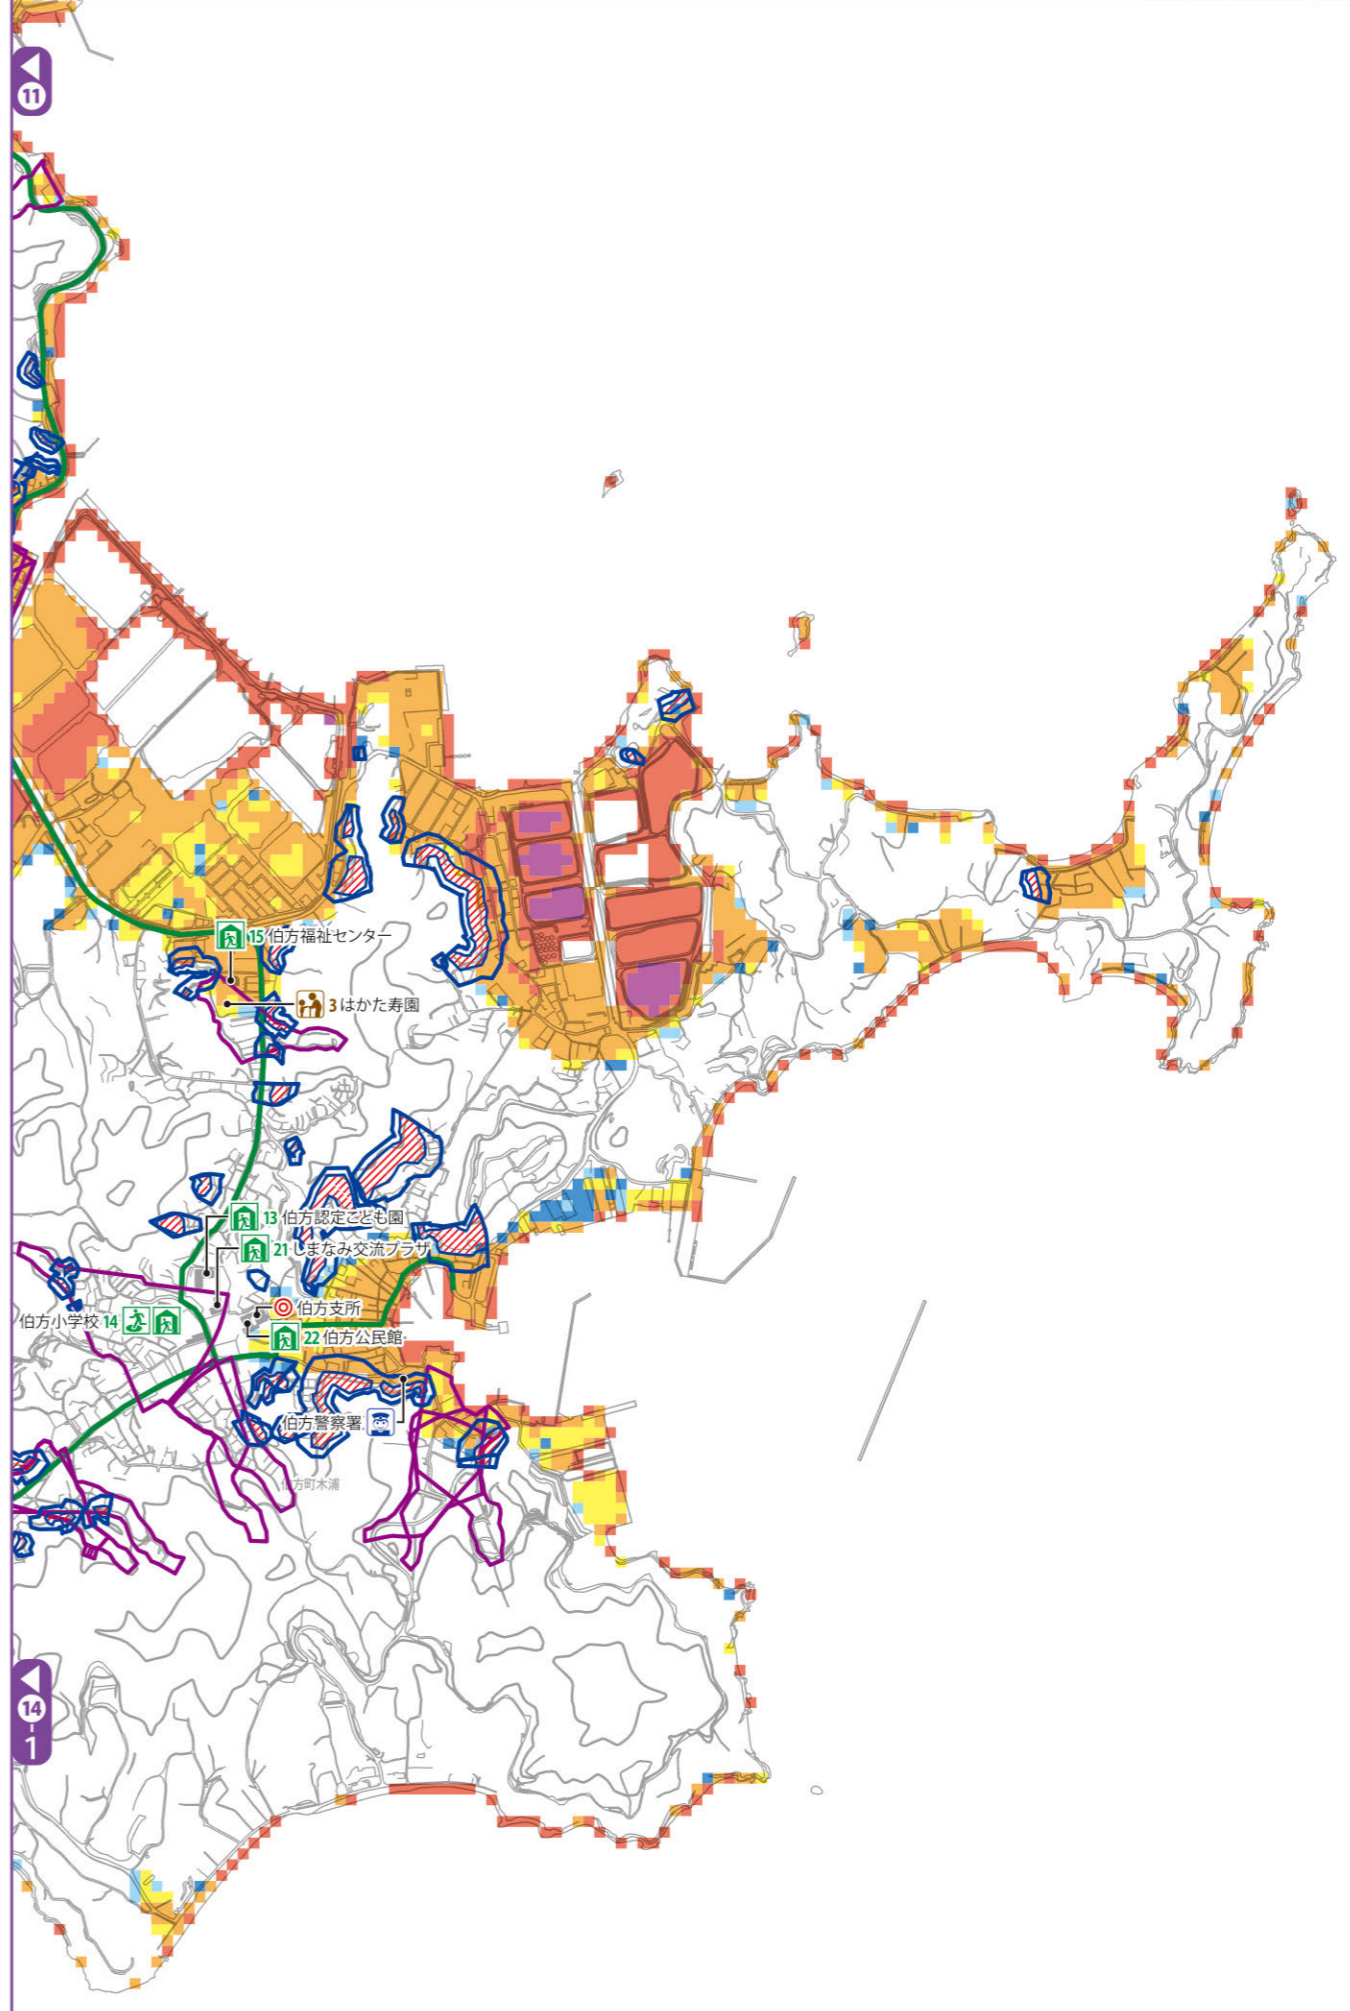 11
15 伯方福祉センター
3 はかた寿園
13 伯方認定こども園
21 しまなみ交流プラザ
伯方支所
伯方小学校 14
22 伯方公民館
伯方警察署
伯方町木浦
14-1